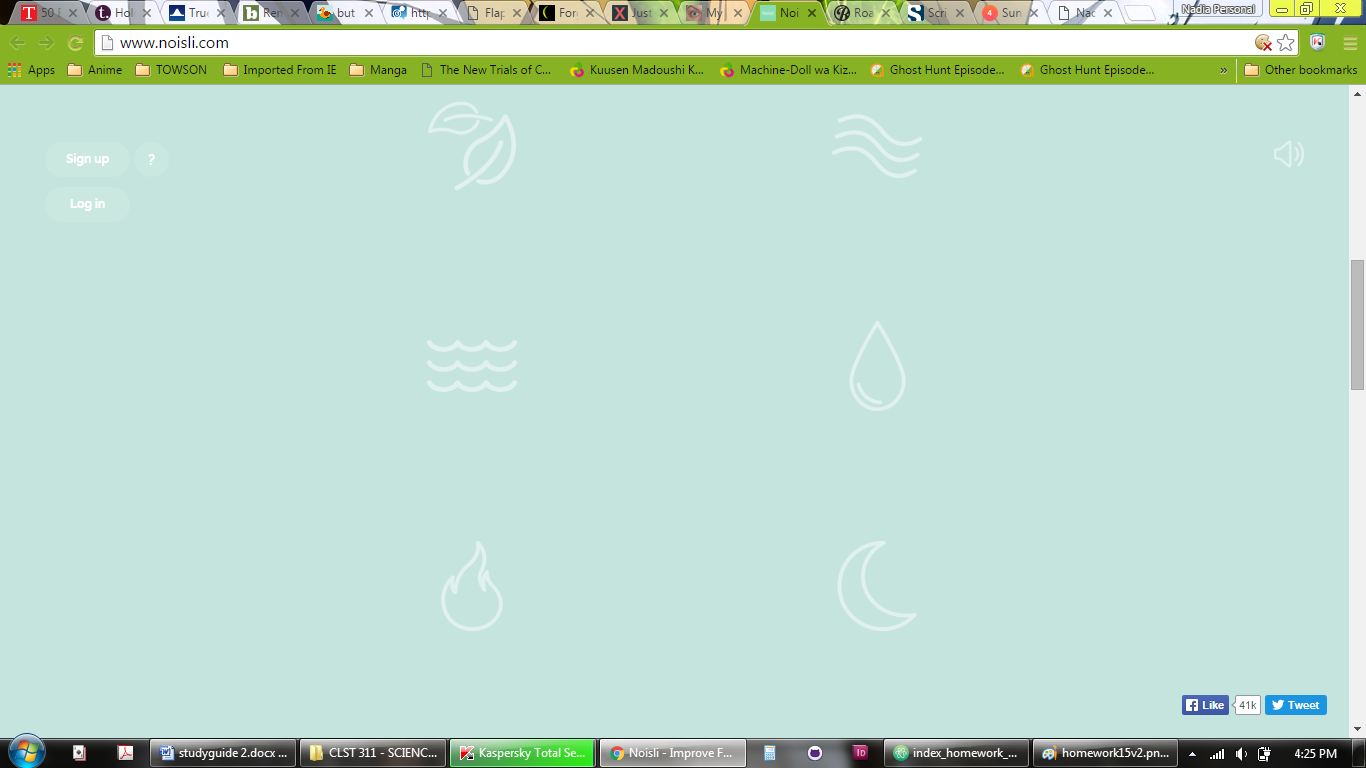 50 Hol Tru Ren but http Flap For Just My Noi Roa Scri 4 Sun Nac Nadia Personal
www.noisli.com
Apps Anime TOWSON Imported From IE Manga The New Trials of C... Kuusen Madoushi K... Machine-Doll wa Kiz... Ghost Hunt Episode... Ghost Hunt Episode... » Other bookmarks
Sign up ?
Log in
Like 41k Tweet
studyguide 2.docx ... CLST 311 - SCIENC... Kaspersky Total Se... Noisli - Improve F... Id index_homework_... homework15v2.pn... 4:25 PM